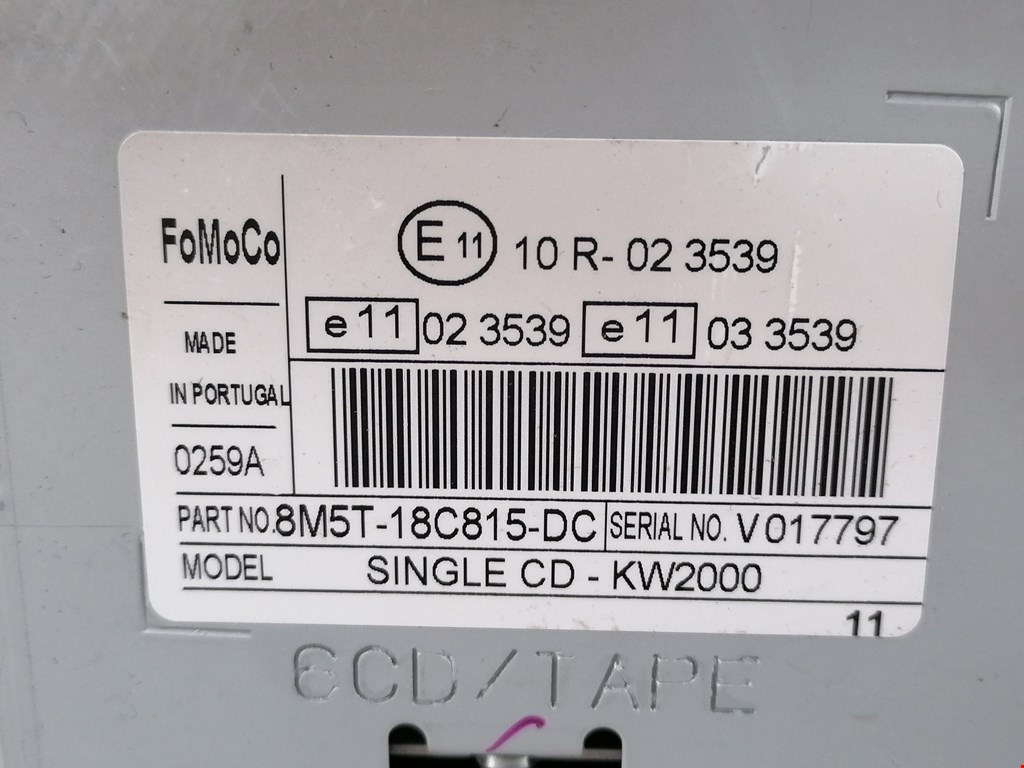 FoMoCo
E 11 10 R- 02 3539
e 11 02 3539 e 11 03 3539
MADE
IN PORTUGAL
0259A
PART NO. 8M5T-18C815-DC SERIAL NO. V017797
MODEL SINGLE CD - KW2000
11
6CD/TAPE